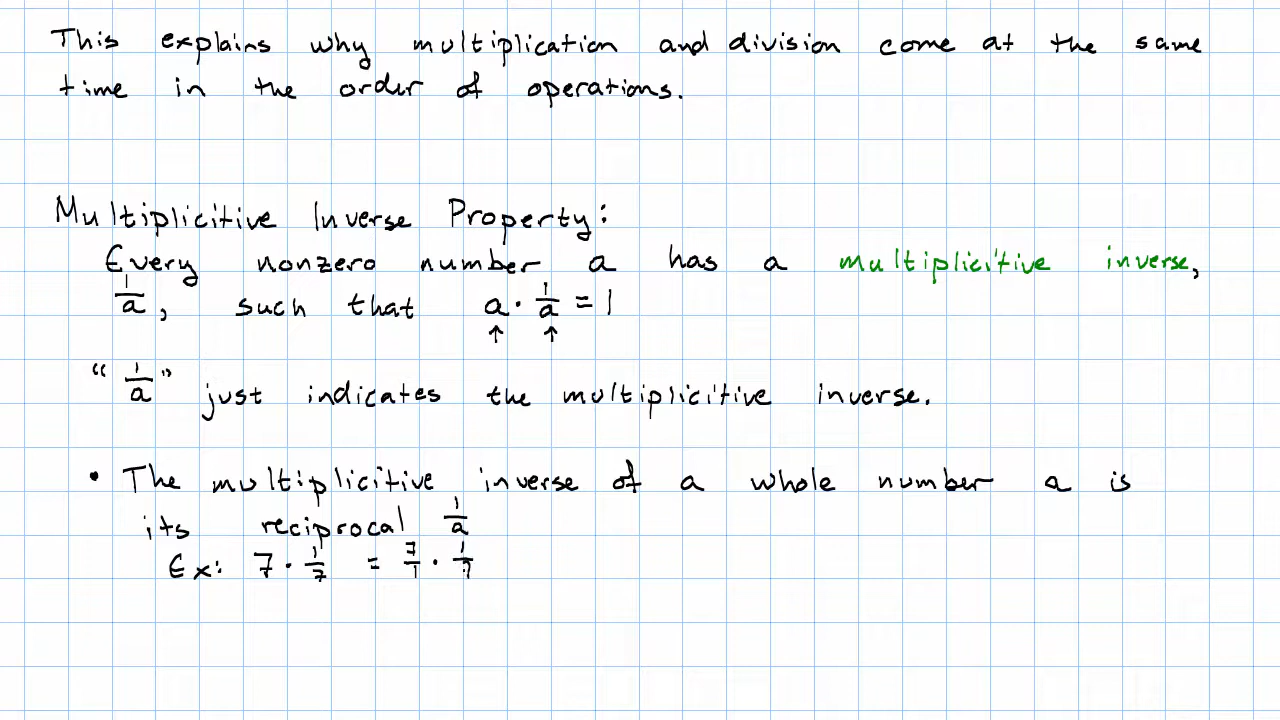 This explains why multiplication and division come at the same
time in the order of operations.
Multiplicitive Inverse Property:
Every nonzero number a has a multiplicitive inverse,
1/a, such that a · 1/a = 1
↑ ↑
“1/a” just indicates the multiplicitive inverse.
• The multiplicitive inverse of a whole number a is
its reciprocal 1/a
Ex: 7 · 1/7 = 7/1 · 1/7